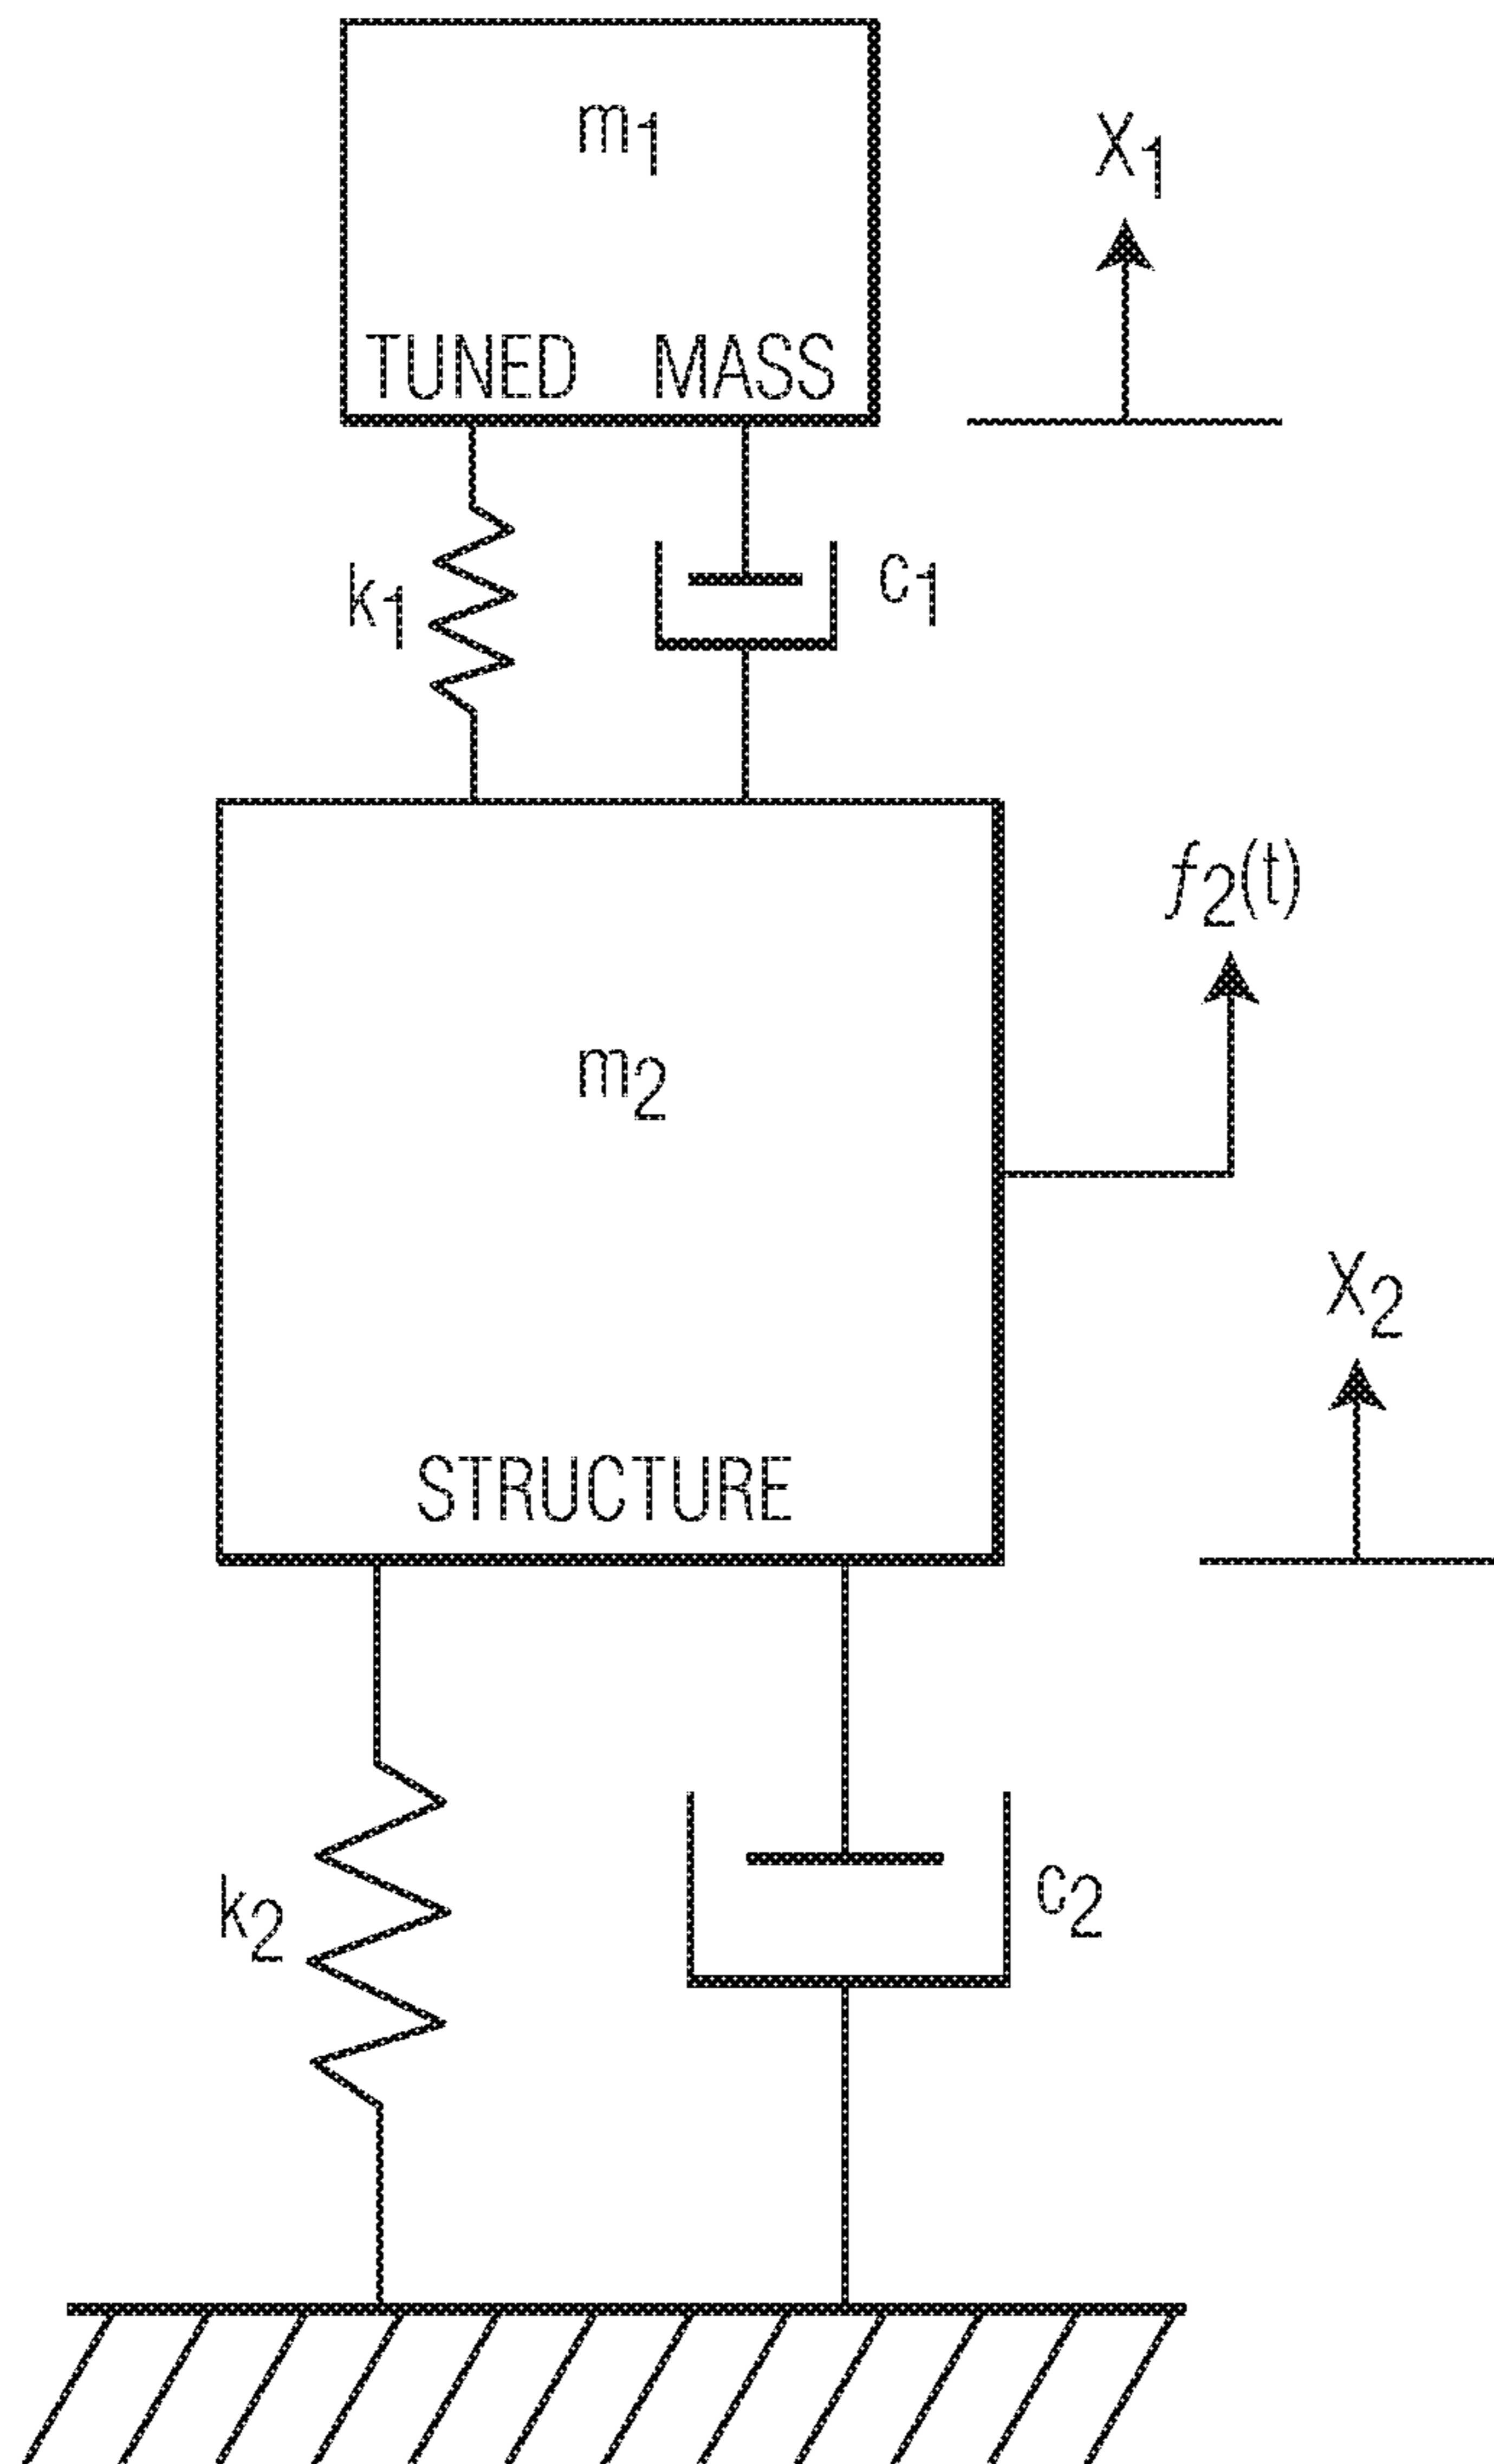 m1
X1
TUNED MASS
k1
c1
f2(t)
m2
X2
STRUCTURE
k2
c2